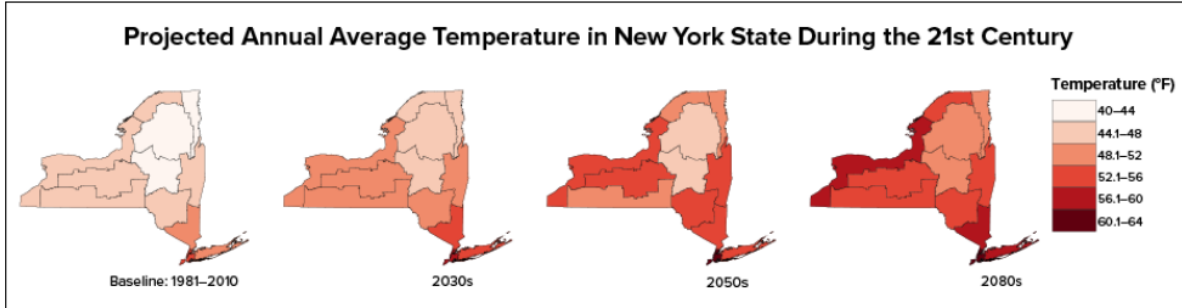 Projected Annual Average Temperature in New York State During the 21st Century
Temperature (°F)
40–44
44.1–48
48.1–52
52.1–56
56.1–60
60.1–64
Baseline: 1981–2010
2030s
2050s
2080s